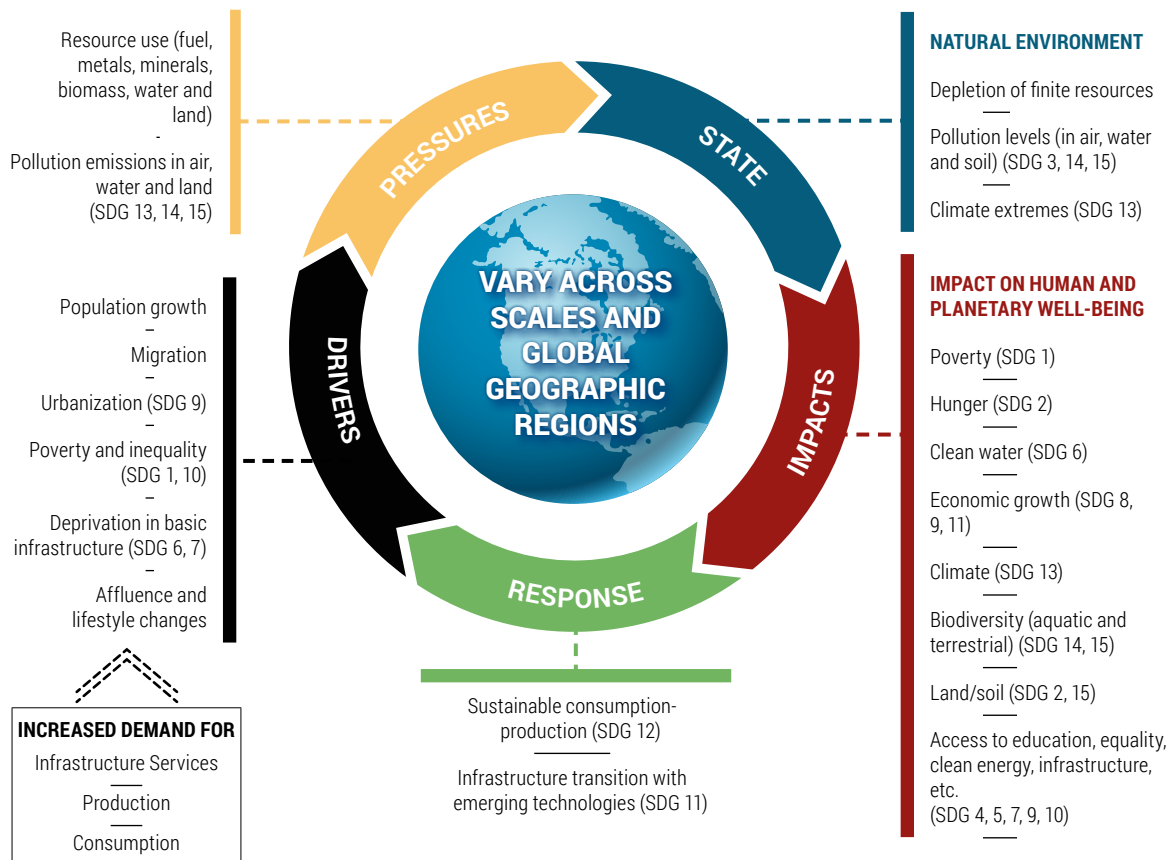 Resource use (fuel,
metals, minerals,
biomass, water and
land)
-
Pollution emissions in air,
water and land
(SDG 13, 14, 15)
Population growth
–
Migration
–
Urbanization (SDG 9)
–
Poverty and inequality
(SDG 1, 10)
–
Deprivation in basic
infrastructure (SDG 6, 7)
–
Affluence and
lifestyle changes
INCREASED DEMAND FOR
Infrastructure Services
Production
Consumption
PRESSURES
STATE
DRIVERS
IMPACTS
RESPONSE
VARY ACROSS
SCALES AND
GLOBAL
GEOGRAPHIC
REGIONS
Sustainable consumption-
production (SDG 12)
Infrastructure transition with
emerging technologies (SDG 11)
NATURAL ENVIRONMENT
Depletion of finite resources
Pollution levels (in air, water
and soil) (SDG 3, 14, 15)
Climate extremes (SDG 13)
IMPACT ON HUMAN AND
PLANETARY WELL-BEING
Poverty (SDG 1)
Hunger (SDG 2)
Clean water (SDG 6)
Economic growth (SDG 8,
9, 11)
Climate (SDG 13)
Biodiversity (aquatic and
terrestrial) (SDG 14, 15)
Land/soil (SDG 2, 15)
Access to education, equality,
clean energy, infrastructure,
etc.
(SDG 4, 5, 7, 9, 10)